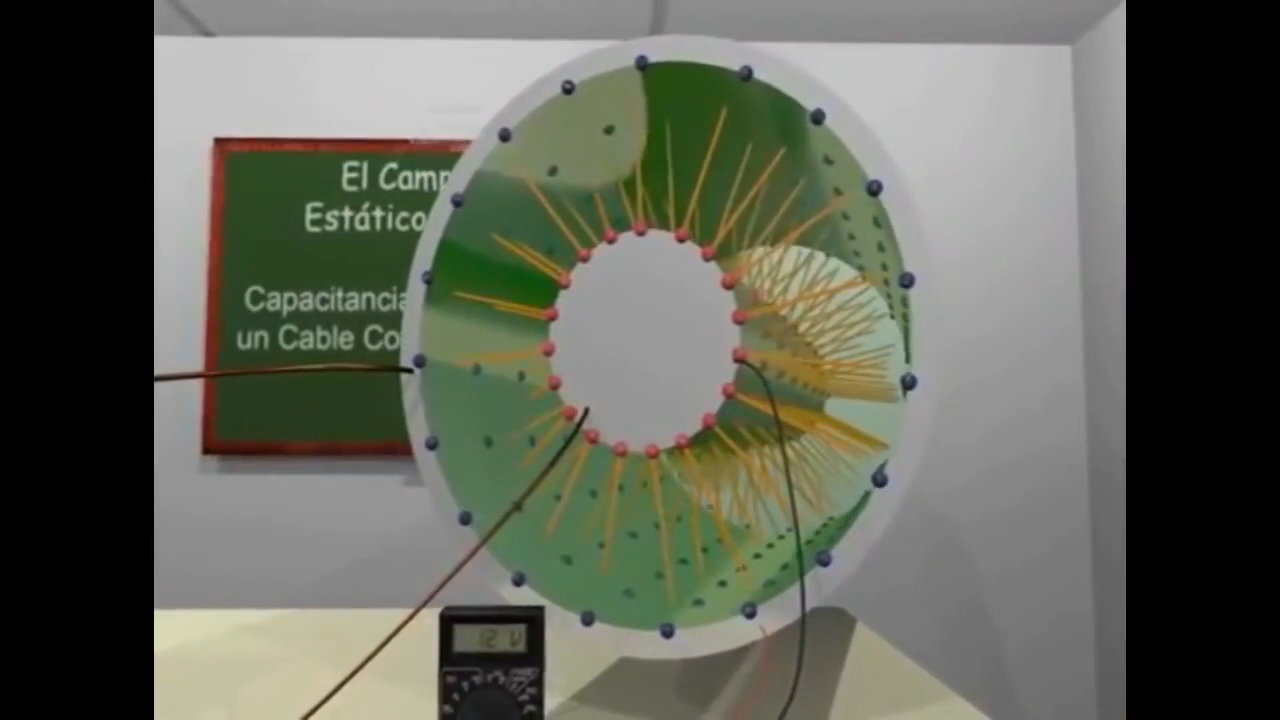 El Camp
Estático
Capacitancia
un Cable Co
12 V